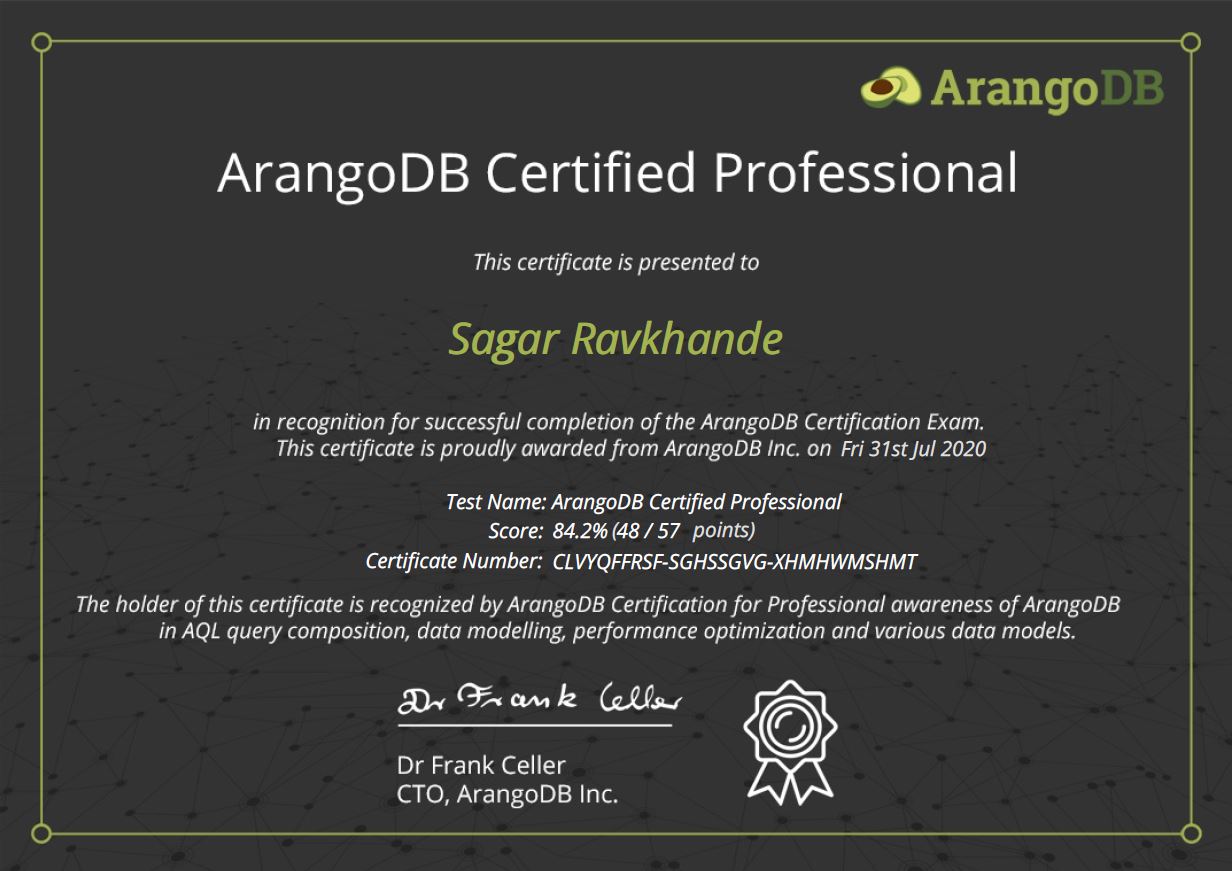 ArangoDB
ArangoDB Certified Professional
This certificate is presented to
Sagar Ravkhande
in recognition for successful completion of the ArangoDB Certification Exam.
This certificate is proudly awarded from ArangoDB Inc. on Fri 31st Jul 2020
Test Name: ArangoDB Certified Professional
Score: 84.2% (48 / 57 points)
Certificate Number: CLVYQFFRSF-SGHSSGVG-XHMHWMSHMT
The holder of this certificate is recognized by ArangoDB Certification for Professional awareness of ArangoDB
in AQL query composition, data modelling, performance optimization and various data models.
Dr Frank Celler
Dr Frank Celler
CTO, ArangoDB Inc.